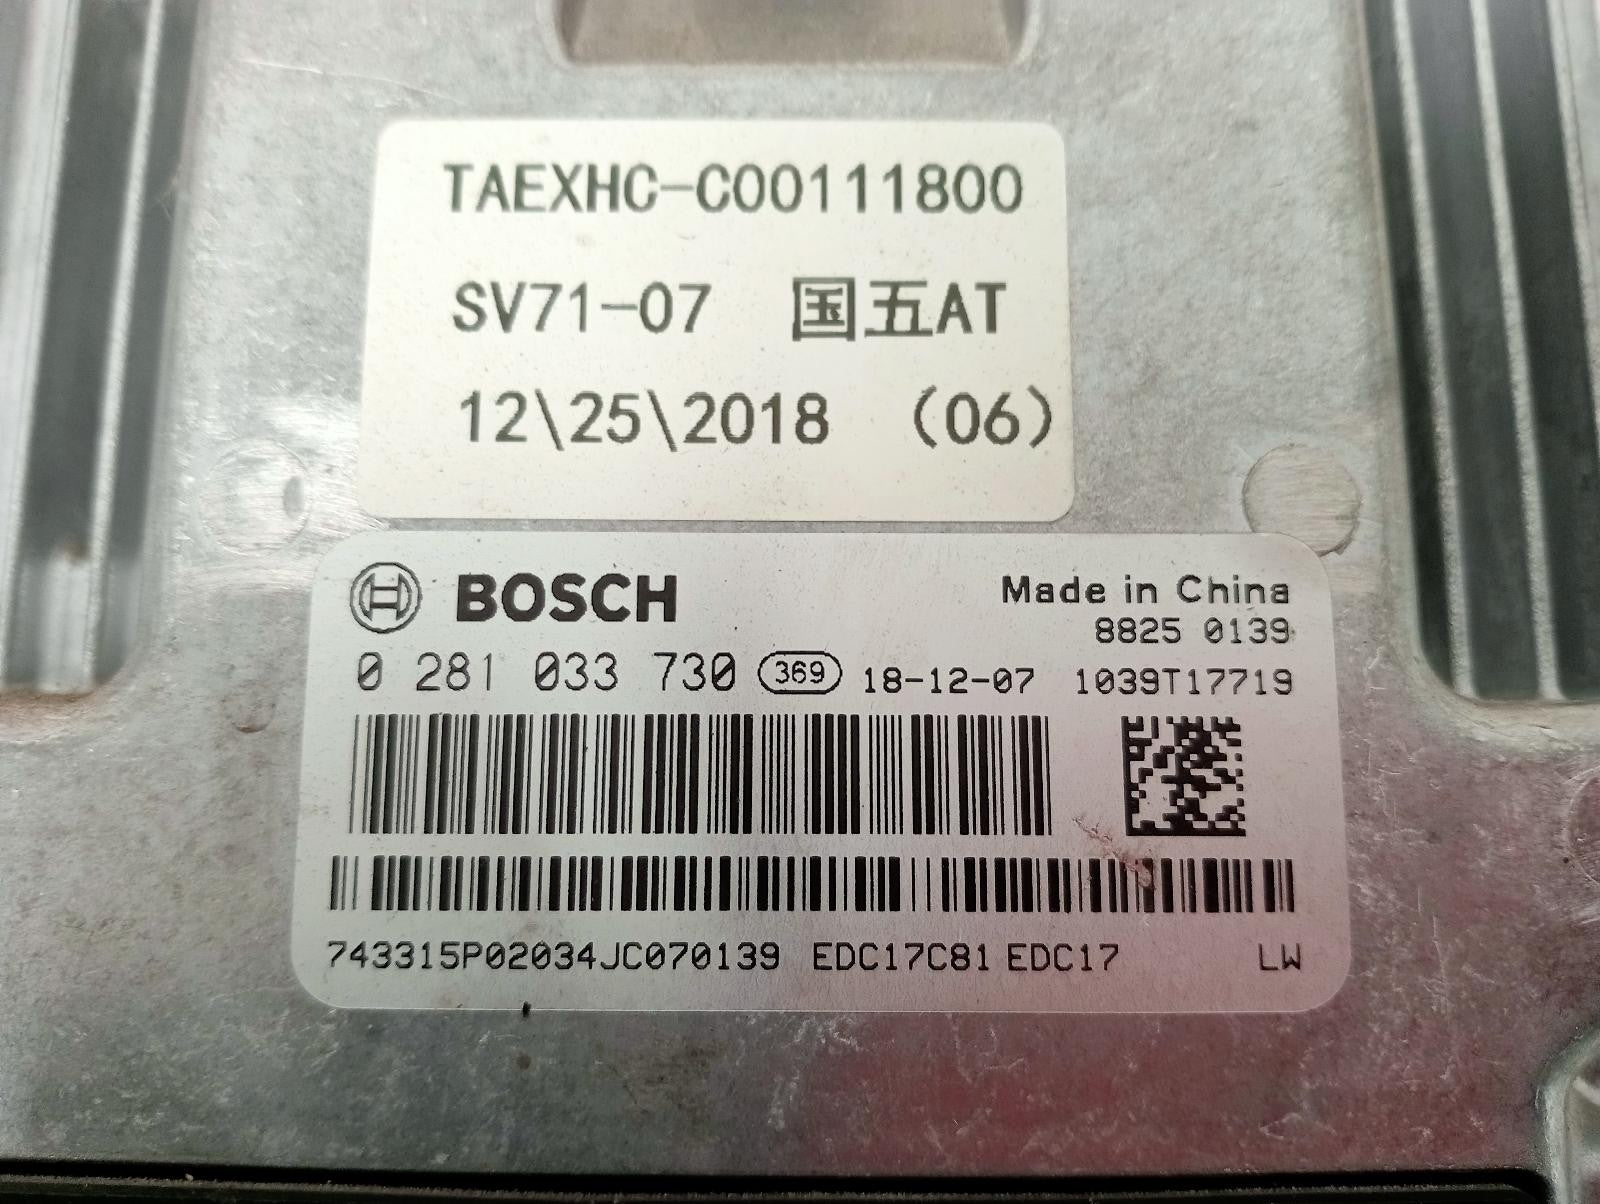 TAEXHC-C00111800
SV71-07 国五AT
12\25\2018 (06)
BOSCH Made in China
8825 0139
0 281 033 730 369 18-12-07 1039T17719
743315P02034JC070139 EDC17C81 EDC17 LW